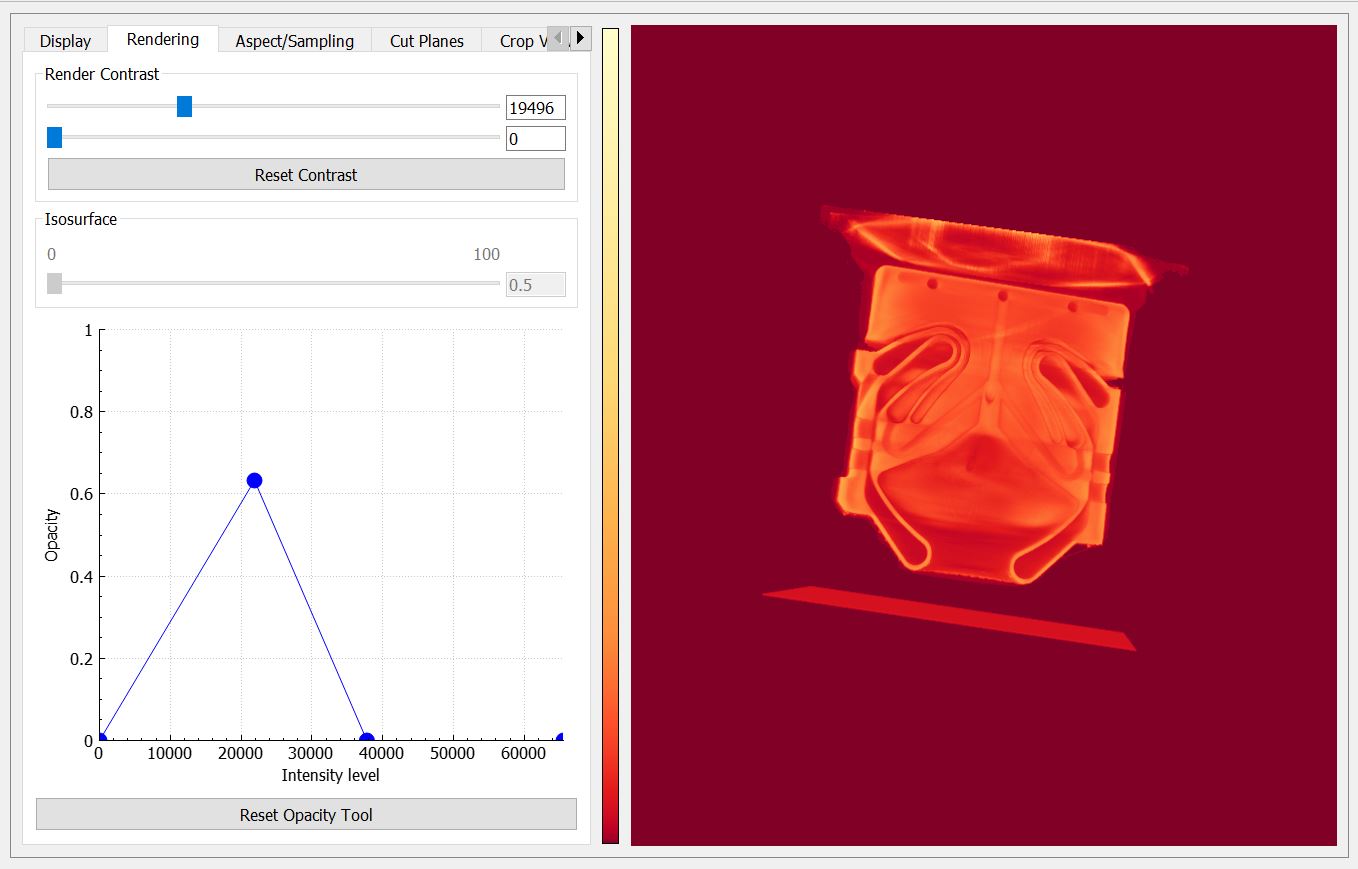 Display Rendering Aspect/Sampling Cut Planes Crop V
Render Contrast
19496
0
Reset Contrast
Isosurface
0 100
0.5
1
0.8
0.6
0.4
0.2
0
Opacity
0 10000 20000 30000 40000 50000 60000
Intensity level
Reset Opacity Tool